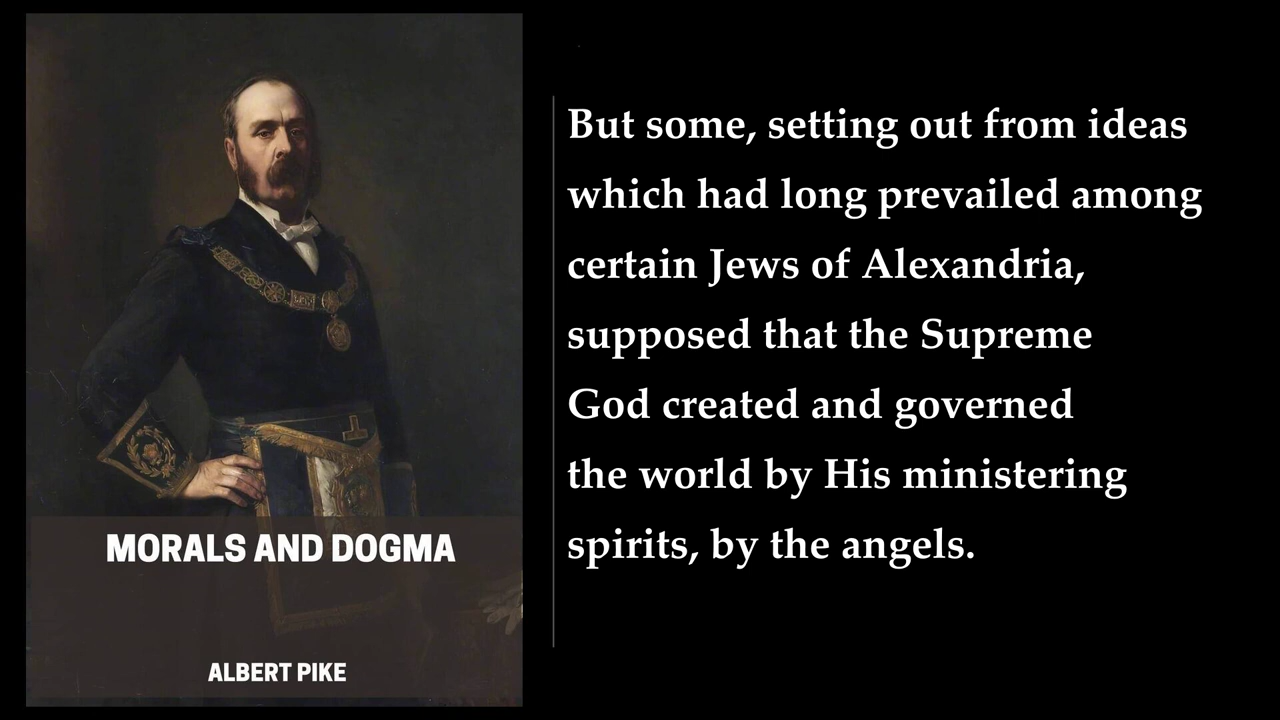 MORALS AND DOGMA
ALBERT PIKE
But some, setting out from ideas
which had long prevailed among
certain Jews of Alexandria,
supposed that the Supreme
God created and governed
the world by His ministering
spirits, by the angels.